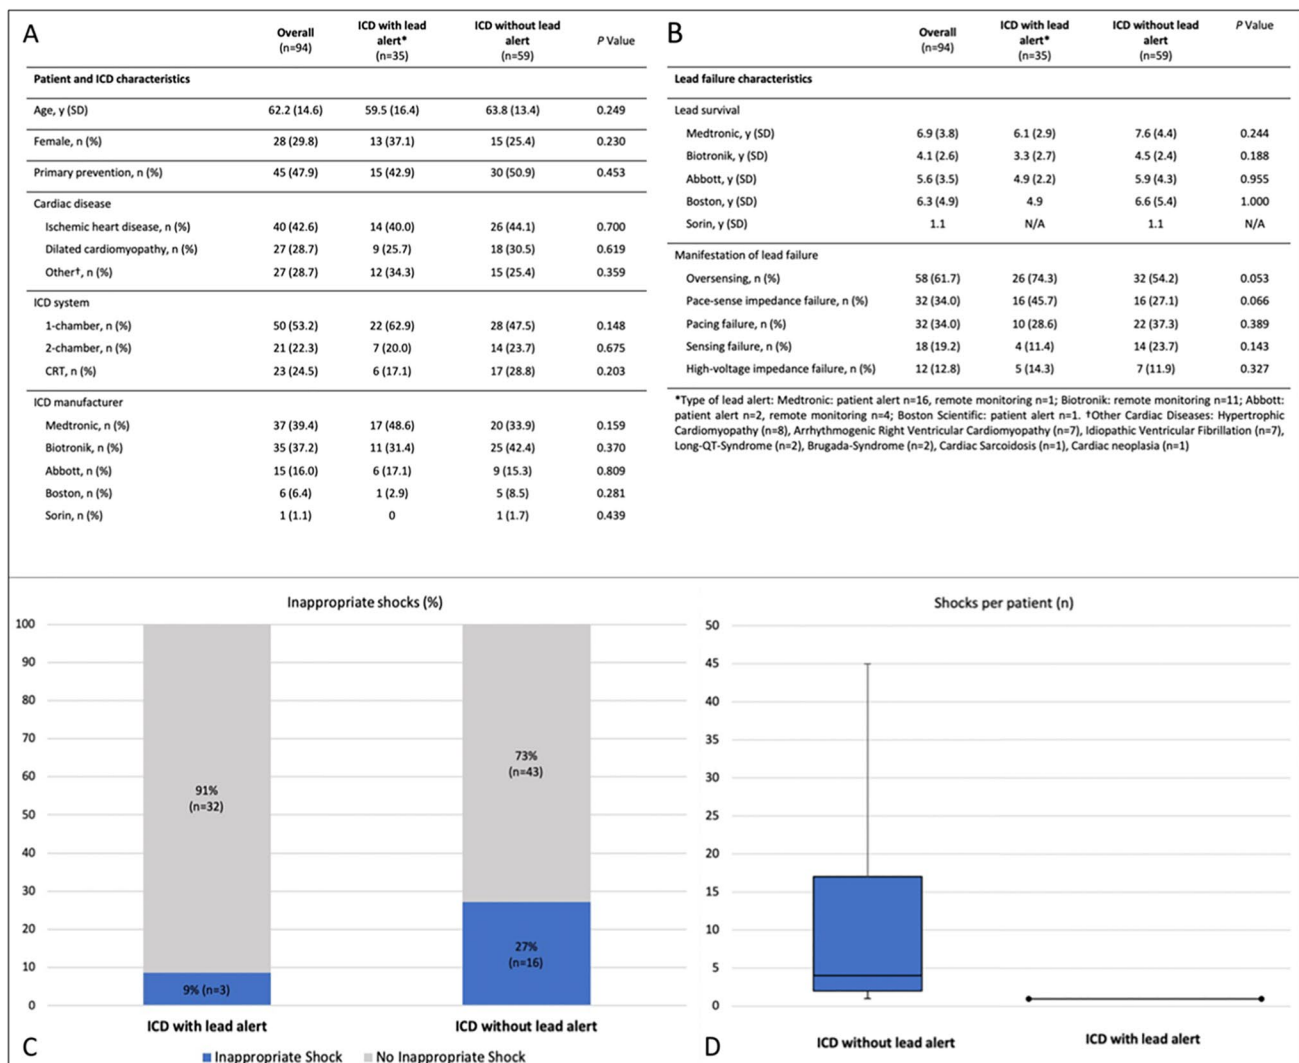 A
Overall (n=94) ICD with lead alert* (n=35) ICD without lead alert (n=59) P Value
Patient and ICD characteristics
Age, y (SD) 62.2 (14.6) 59.5 (16.4) 63.8 (13.4) 0.249
Female, n (%) 28 (29.8) 13 (37.1) 15 (25.4) 0.230
Primary prevention, n (%) 45 (47.9) 15 (42.9) 30 (50.9) 0.453
Cardiac disease
Ischemic heart disease, n (%) 40 (42.6) 14 (40.0) 26 (44.1) 0.700
Dilated cardiomyopathy, n (%) 27 (28.7) 9 (25.7) 18 (30.5) 0.619
Other†, n (%) 27 (28.7) 12 (34.3) 15 (25.4) 0.359
ICD system
1-chamber, n (%) 50 (53.2) 22 (62.9) 28 (47.5) 0.148
2-chamber, n (%) 21 (22.3) 7 (20.0) 14 (23.7) 0.675
CRT, n (%) 23 (24.5) 6 (17.1) 17 (28.8) 0.203
ICD manufacturer
Medtronic, n (%) 37 (39.4) 17 (48.6) 20 (33.9) 0.159
Biotronik, n (%) 35 (37.2) 11 (31.4) 25 (42.4) 0.370
Abbott, n (%) 15 (16.0) 6 (17.1) 9 (15.3) 0.809
Boston, n (%) 6 (6.4) 1 (2.9) 5 (8.5) 0.281
Sorin, n (%) 1 (1.1) 0 1 (1.7) 0.439
B
Overall (n=94) ICD with lead alert* (n=35) ICD without lead alert (n=59) P Value
Lead failure characteristics
Lead survival
Medtronic, y (SD) 6.9 (3.8) 6.1 (2.9) 7.6 (4.4) 0.244
Biotronik, y (SD) 4.1 (2.6) 3.3 (2.7) 4.5 (2.4) 0.188
Abbott, y (SD) 5.6 (3.5) 4.9 (2.2) 5.9 (4.3) 0.955
Boston, y (SD) 6.3 (4.9) 4.9 6.6 (5.4) 1.000
Sorin, y (SD) 1.1 N/A 1.1 N/A
Manifestation of lead failure
Oversensing, n (%) 58 (61.7) 26 (74.3) 32 (54.2) 0.053
Pace-sense impedance failure, n (%) 32 (34.0) 16 (45.7) 16 (27.1) 0.066
Pacing failure, n (%) 32 (34.0) 10 (28.6) 22 (37.3) 0.389
Sensing failure, n (%) 18 (19.2) 4 (11.4) 14 (23.7) 0.143
High-voltage impedance failure, n (%) 12 (12.8) 5 (14.3) 7 (11.9) 0.327
*Type of lead alert: Medtronic: patient alert n=16, remote monitoring n=1; Biotronik: remote monitoring n=11; Abbott:
patient alert n=2, remote monitoring n=4; Boston Scientific: patient alert n=1. †Other Cardiac Diseases: Hypertrophic
Cardiomyopathy (n=8), Arrhythmogenic Right Ventricular Cardiomyopathy (n=7), Idiopathic Ventricular Fibrillation (n=7),
Long-QT-Syndrome (n=2), Brugada-Syndrome (n=2), Cardiac Sarcoidosis (n=1), Cardiac neoplasia (n=1)
Inappropriate shocks (%)
100
90
80
70
60
50
40
30
20
10
0
91%
(n=32)
9% (n=3)
73%
(n=43)
27%
(n=16)
ICD with lead alert
ICD without lead alert
C
Inappropriate Shock No Inappropriate Shock
Shocks per patient (n)
50
45
40
35
30
25
20
15
10
5
0
ICD without lead alert
ICD with lead alert
D